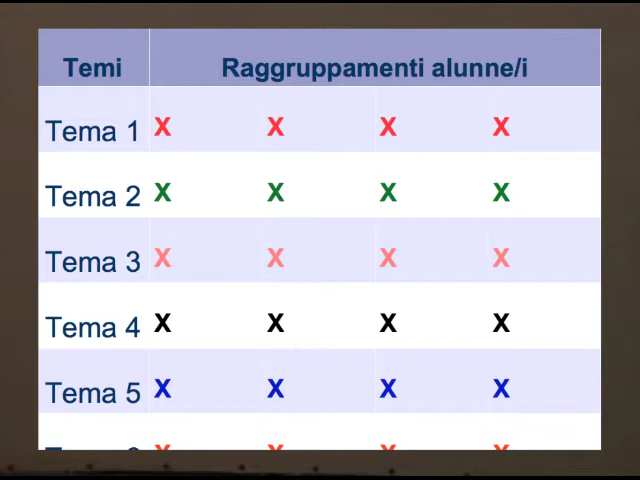 Temi Raggruppamenti alunne/i
Tema 1 X X X X
Tema 2 X X X X
Tema 3 X X X X
Tema 4 X X X X
Tema 5 X X X X